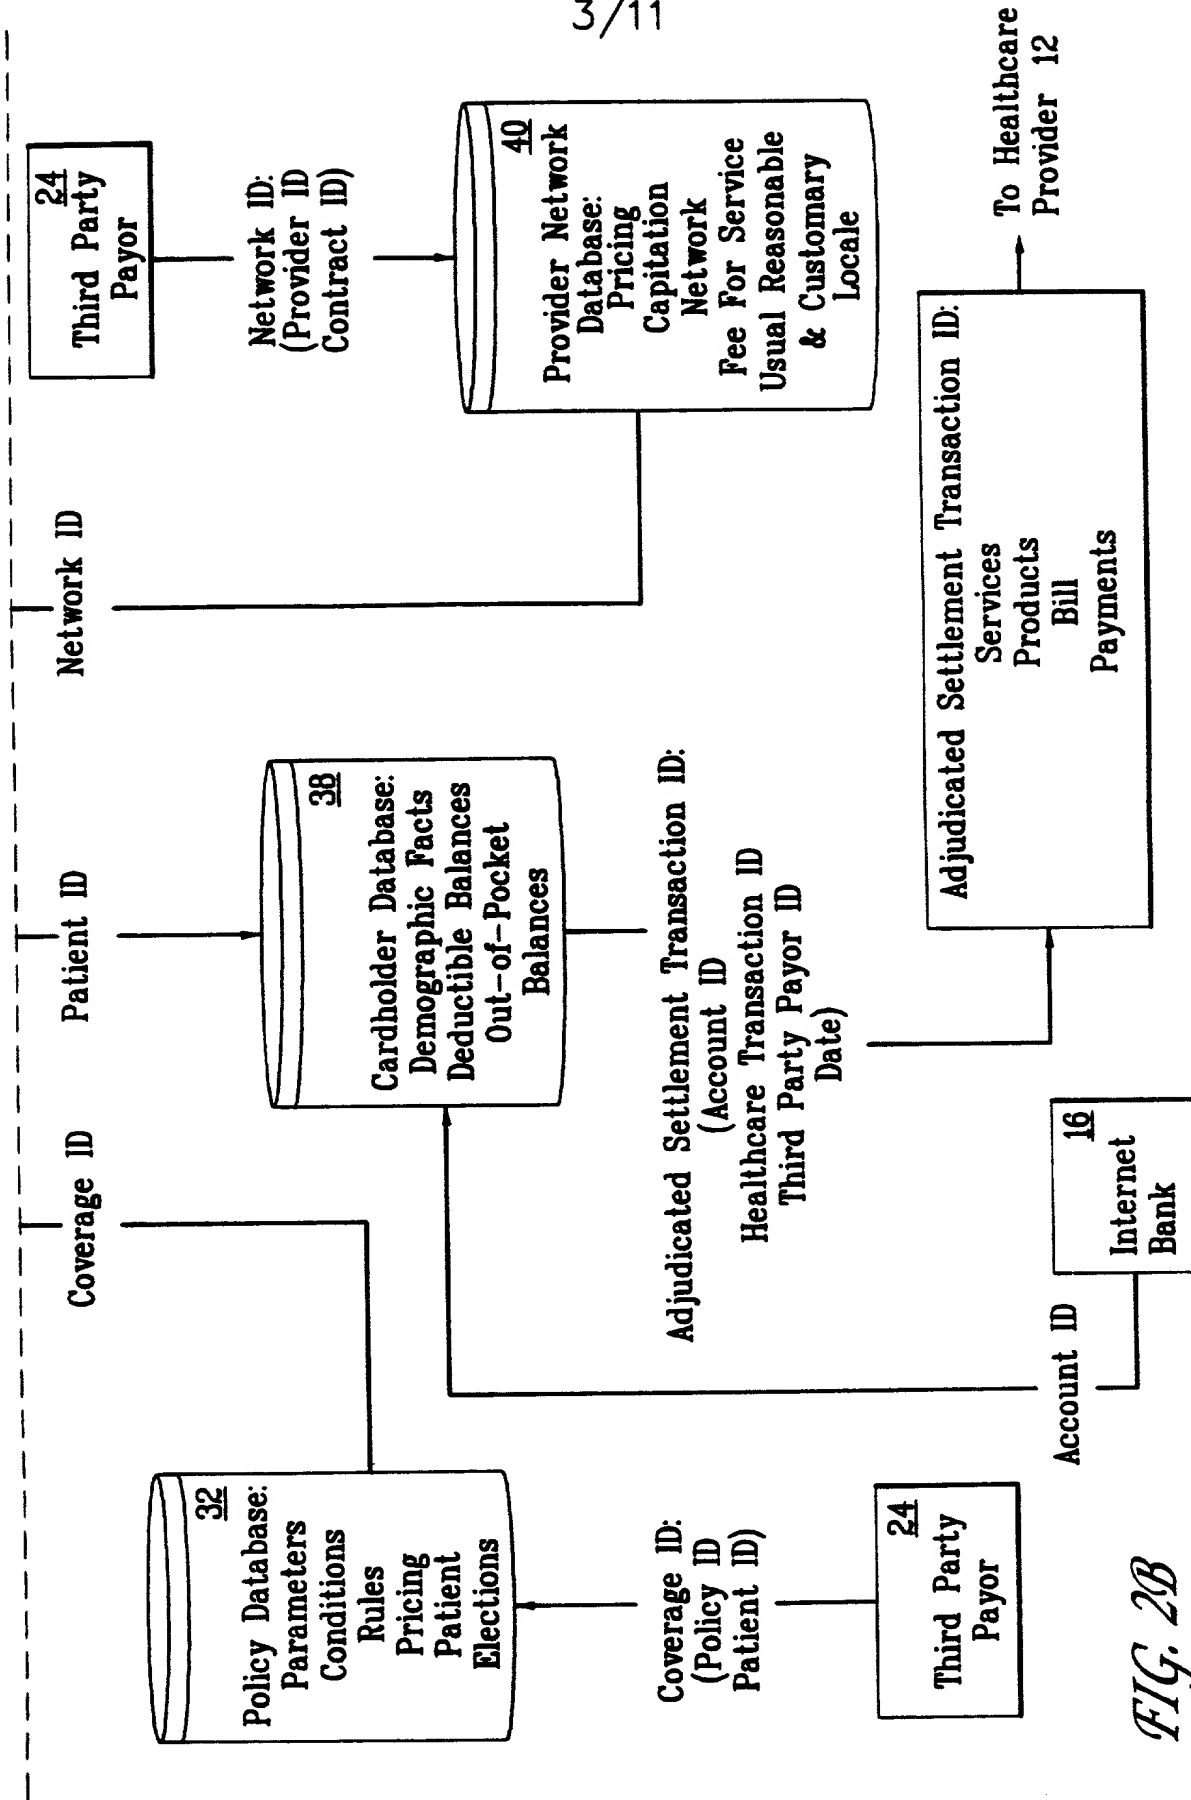 3/11
Coverage ID
Patient ID
Network ID
24
Third Party
Payor
Network ID:
(Provider ID
Contract ID)
40
Provider Network
Database:
Pricing
Capitation
Network
Fee For Service
Usual Reasonable
& Customary
Locale
38
Cardholder Database:
Demographic Facts
Deductible Balances
Out-of-Pocket
Balances
32
Policy Database:
Parameters
Conditions
Rules
Pricing
Patient
Elections
Coverage ID:
(Policy ID
Patient ID)
24
Third Party
Payor
Adjudicated Settlement Transaction ID:
(Account ID
Healthcare Transaction ID
Third Party Payor ID
Date)
Adjudicated Settlement Transaction ID:
Services
Products
Bill
Payments
To Healthcare
Provider 12
Account ID
16
Internet
Bank
FIG. 2B